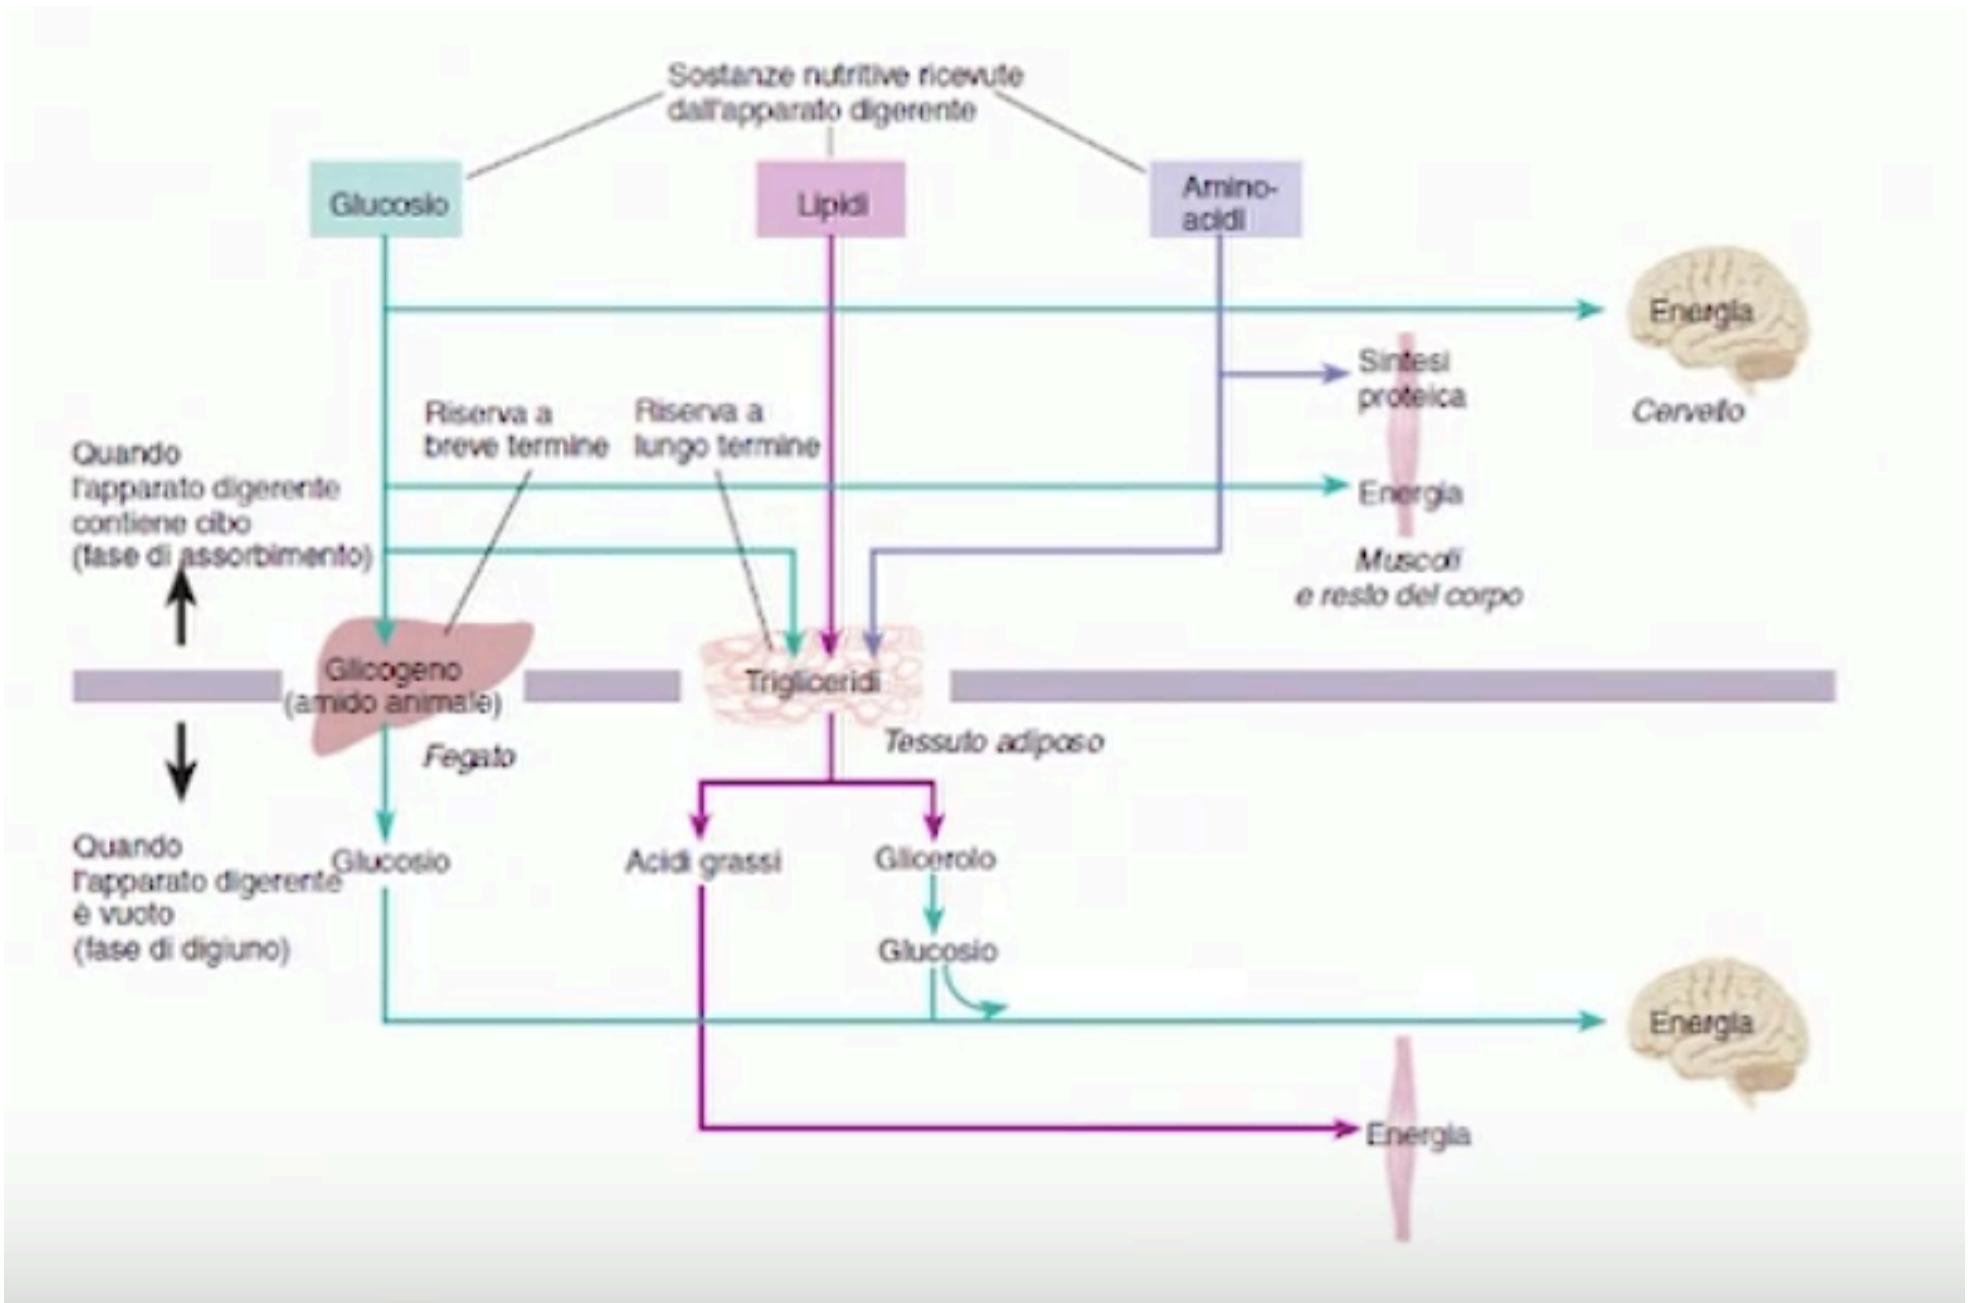 Sostanze nutritive ricevute
dall'apparato digerente
Glucosio
Lipidi
Amino-
acidi
Energia
Cervello
Sintesi
proteica
Energia
Muscoli
e resto del corpo
Riserva a
breve termine
Riserva a
lungo termine
Quando
l'apparato digerente
contiene cibo
(fase di assorbimento)
Glicogeno
(amido animale)
Fegato
Trigliceridi
Tessuto adiposo
Quando
l'apparato digerente
è vuoto
(fase di digiuno)
Glucosio
Acidi grassi
Glicerolo
Glucosio
Energia
Energia